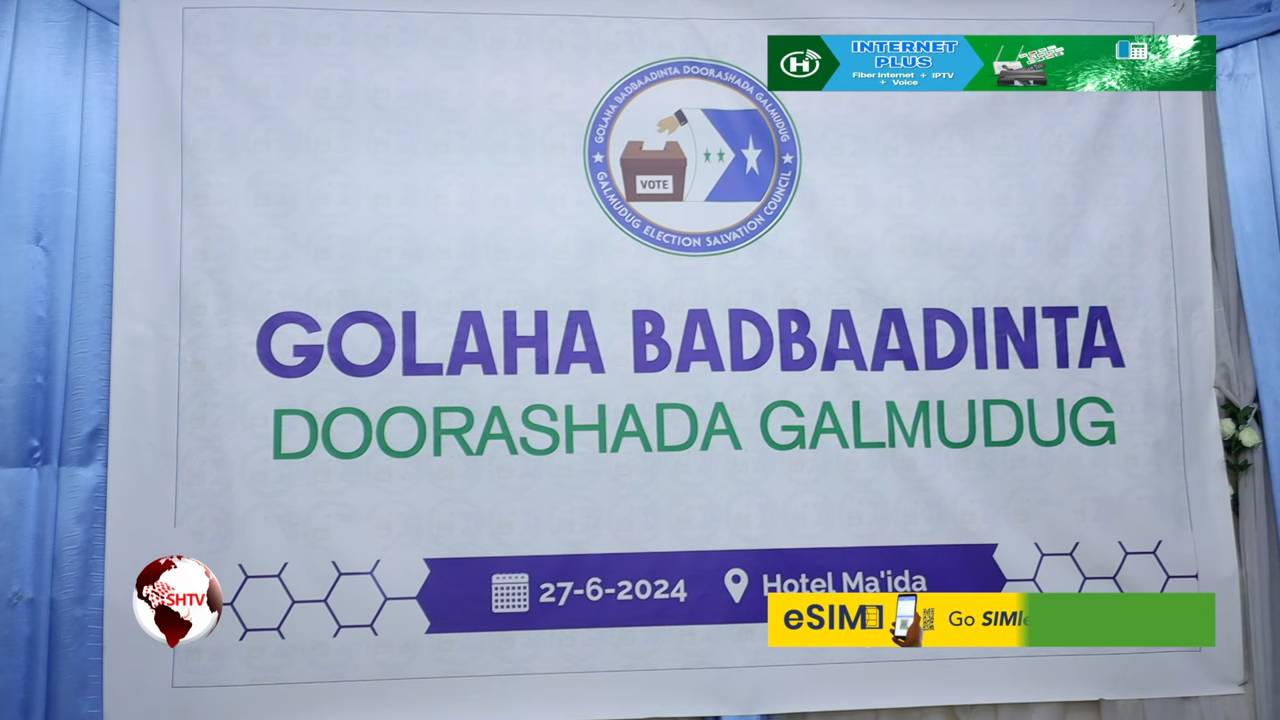 INTERNET
PLUS
Fiber Internet + IPTV
+ Voice
GOLAHA BADBAADINTA DOORASHADA GALMUDUG
VOTE
GALMUDUG ELECTION SALVATION COUNCIL
GOLAHA BADBAADINTA
DOORASHADA GALMUDUG
27-6-2024
Hotel Ma'ida
SHTV
eSIM
Go